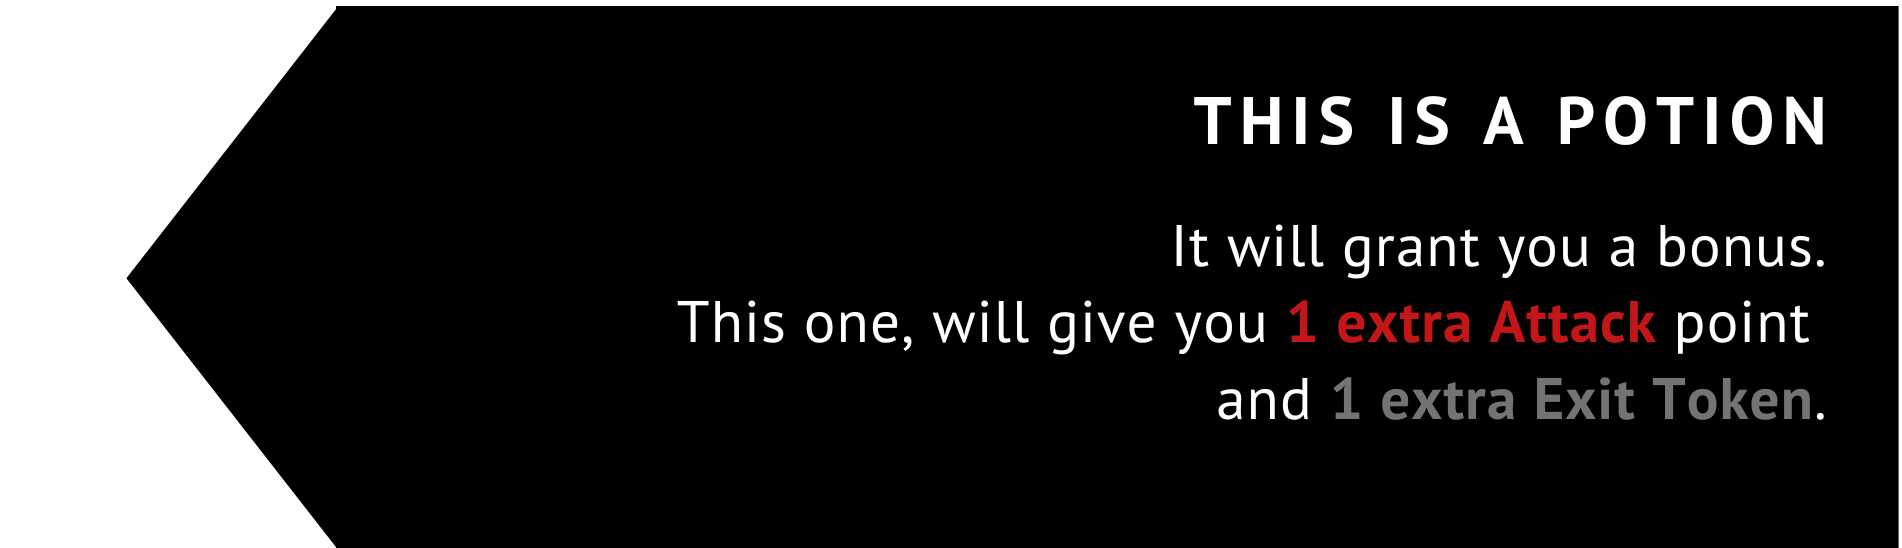 THIS IS A POTION
It will grant you a bonus.
This one, will give you 1 extra Attack point
and 1 extra Exit Token.